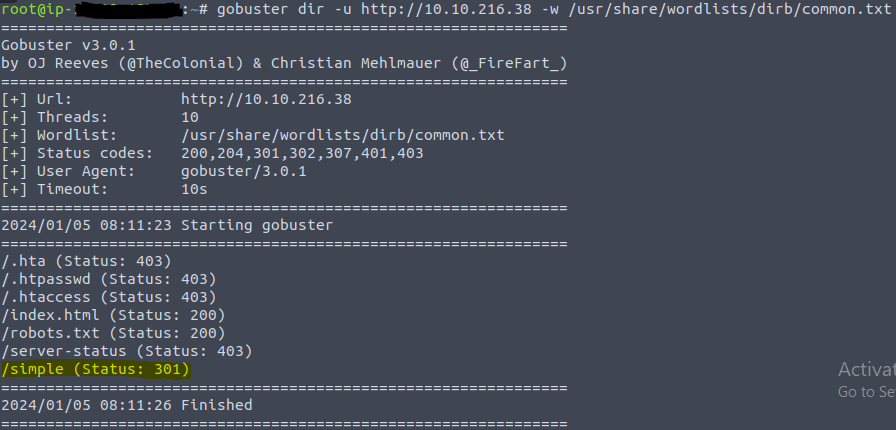 root@ip-:~# gobuster dir -u http://10.10.216.38 -w /usr/share/wordlists/dirb/common.txt
===============================================================
Gobuster v3.0.1
by OJ Reeves (@TheColonial) & Christian Mehlmauer (@_FireFart_)
===============================================================
[+] Url:            http://10.10.216.38
[+] Threads:        10
[+] Wordlist:       /usr/share/wordlists/dirb/common.txt
[+] Status codes:   200,204,301,302,307,401,403
[+] User Agent:     gobuster/3.0.1
[+] Timeout:        10s
===============================================================
2024/01/05 08:11:23 Starting gobuster
===============================================================
/.hta (Status: 403)
/.htpasswd (Status: 403)
/.htaccess (Status: 403)
/index.html (Status: 200)
/robots.txt (Status: 200)
/server-status (Status: 403)
/simple (Status: 301)
===============================================================
Activat
Go to Se
2024/01/05 08:11:26 Finished
===============================================================